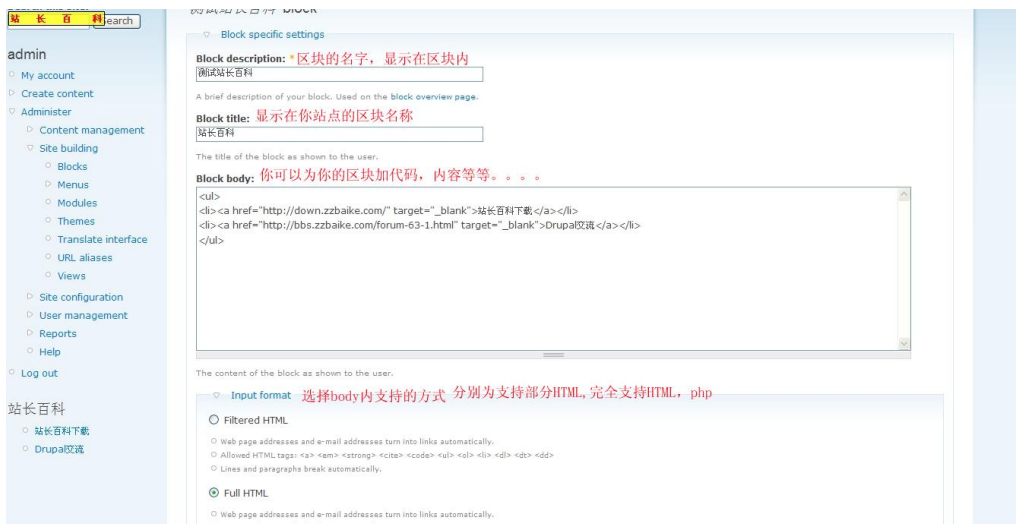 站长百科
Search
测试站长百科 block
Block specific settings
admin
My account
Create content
Administer
Content management
Site building
Blocks
Menus
Modules
Themes
Translate interface
URL aliases
Views
Site configuration
User management
Reports
Help
Log out
站长百科
站长百科下载
Drupal交流
Block description: * 区块的名字，显示在区块内
测试站长百科
A brief description of your block. Used on the block overview page.
Block title: 显示在你站点的区块名称
站长百科
The title of the block as shown to the user.
Block body: 你可以为你的区块加代码，内容等等。。。。
<ul>
<li><a href="http://down.zzbaike.com/" target="_blank">站长百科下载</a></li>
<li><a href="http://bbs.zzbaike.com/forum-63-1.html" target="_blank">Drupal交流</a></li>
</ul>
The content of the block as shown to the user.
Input format 选择body内支持的方式 分别为支持部分HTML,完全支持HTML，php
Filtered HTML
Web page addresses and e-mail addresses turn into links automatically.
Allowed HTML tags: <a> <em> <strong> <cite> <code> <ul> <ol> <li> <dl> <dt> <dd>
Lines and paragraphs break automatically.
Full HTML
Web page addresses and e-mail addresses turn into links automatically.